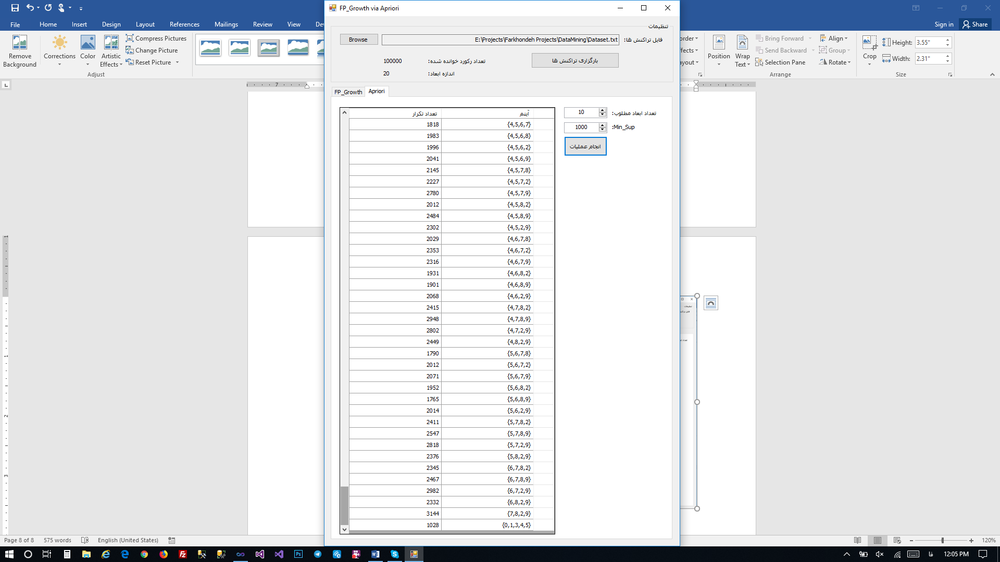 FP_Growth via Apriori
File Home Insert Design Layout References Mailings Review View De
Sign in Share
Remove Background
Corrections
Color
Artistic Effects
Compress Pictures
Change Picture
Reset Picture
Adjust
Position
Wrap Text
Bring Forward
Send Backward
Selection Pane
Align
Group
Rotate
Arrange
Crop
Height: 3.55"
Width: 2.31"
Size
تنظیمات
فایل تراکنش ها: E:\Projects\Farkhondeh Projects\DataMining\Dataset.txt Browse
بارگزاری تراکنش ها
تعداد رکورد خوانده شده: 100000
اندازه ابعاد: 20
FP_Growth Apriori
تعداد ابعاد مطلوب: 10
Min_Sup: 1000
انجام عملیات
آیتم تعداد تکرار
{4,5,6,7} 1818
{4,5,6,8} 1983
{4,5,6,2} 1996
{4,5,6,9} 2041
{4,5,7,8} 2145
{4,5,7,2} 2227
{4,5,7,9} 2780
{4,5,8,2} 2012
{4,5,8,9} 2484
{4,5,2,9} 2302
{4,6,7,8} 2029
{4,6,7,2} 2353
{4,6,7,9} 2316
{4,6,8,2} 1931
{4,6,8,9} 1901
{4,6,2,9} 2068
{4,7,8,2} 2415
{4,7,8,9} 2948
{4,7,2,9} 2802
{4,8,2,9} 2449
{5,6,7,8} 1790
{5,6,7,2} 2012
{5,6,7,9} 2071
{5,6,8,2} 1952
{5,6,8,9} 1765
{5,6,2,9} 2014
{5,7,8,2} 2411
{5,7,8,9} 2547
{5,7,2,9} 2818
{5,8,2,9} 2376
{6,7,8,2} 2345
{6,7,8,9} 2467
{6,7,2,9} 2982
{6,8,2,9} 2332
{7,8,2,9} 3144
{0,1,3,4,5} 1028
Page 8 of 8 575 words English (United States)
120%
فا 12:05 PM